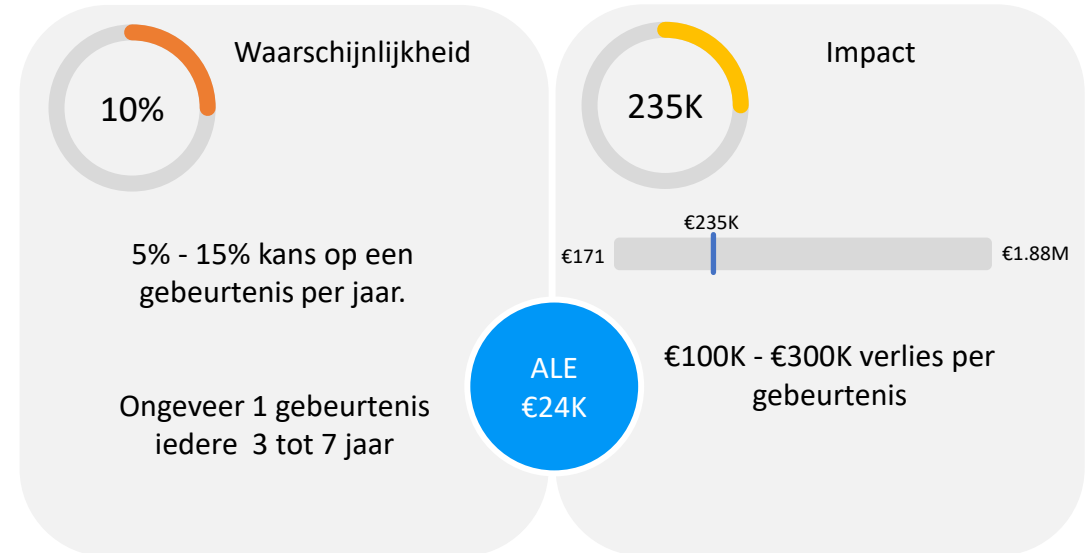 Waarschijnlijkheid
10%
5% - 15% kans op een
gebeurtenis per jaar.
Ongeveer 1 gebeurtenis
iedere  3 tot 7 jaar
Impact
235K
€235K
€171
€1.88M
€100K - €300K verlies per
gebeurtenis
ALE
€24K